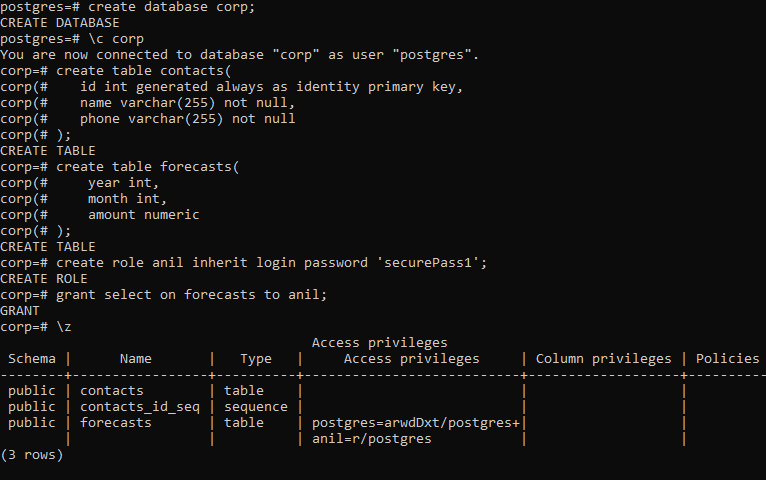 postgres=# create database corp;
CREATE DATABASE
postgres=# \c corp
You are now connected to database "corp" as user "postgres".
corp=# create table contacts(
corp(#    id int generated always as identity primary key,
corp(#    name varchar(255) not null,
corp(#    phone varchar(255) not null
corp(# );
CREATE TABLE
corp=# create table forecasts(
corp(#     year int,
corp(#     month int,
corp(#     amount numeric
corp(# );
CREATE TABLE
corp=# create role anil inherit login password 'securePass1';
CREATE ROLE
corp=# grant select on forecasts to anil;
GRANT
corp=# \z
                                      Access privileges
 Schema |      Name       |   Type   |     Access privileges     | Column privileges | Policies
--------+-----------------+----------+---------------------------+-------------------+----------
 public | contacts        | table    |                           |                   |
 public | contacts_id_seq | sequence |                           |                   |
 public | forecasts       | table    | postgres=arwdDxt/postgres+|                   |
        |                 |          | anil=r/postgres           |                   |
(3 rows)